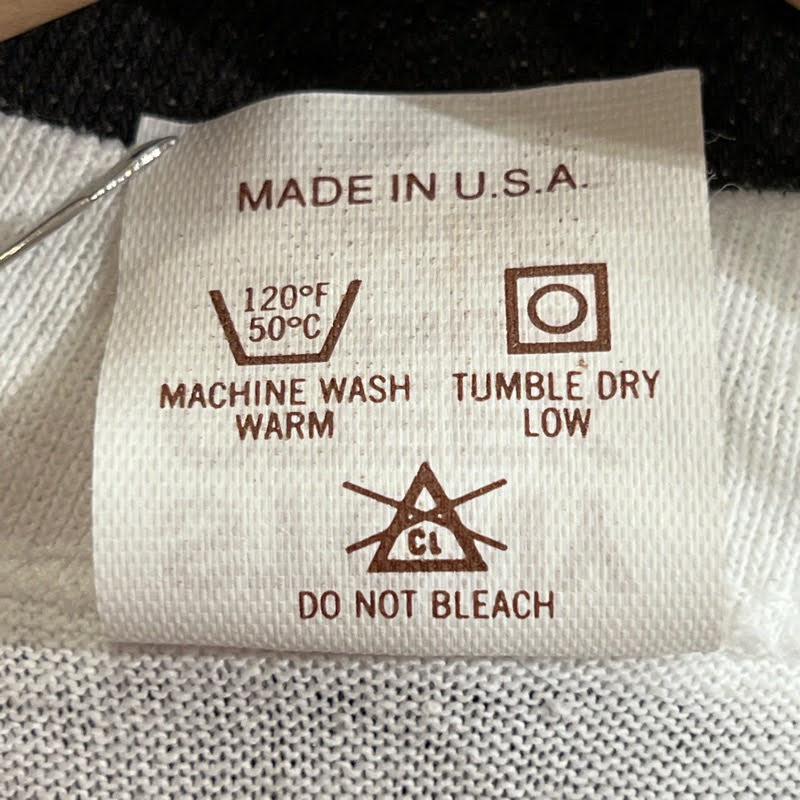 MADE IN U.S.A.
120°F
50°C
MACHINE WASH
WARM
TUMBLE DRY
LOW
CL
DO NOT BLEACH